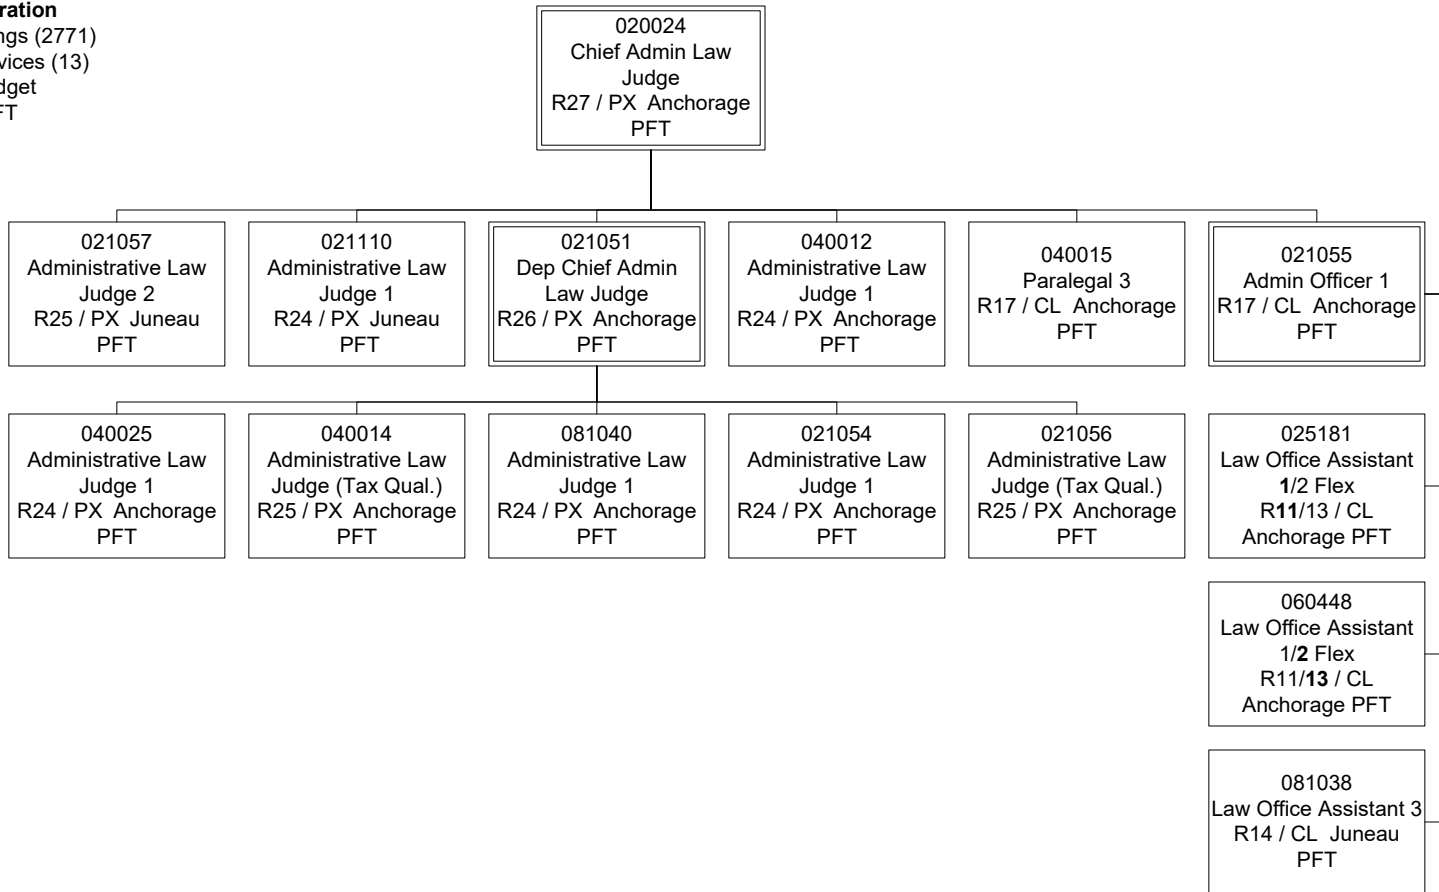 ration
ngs (2771)
vices (13)
dget
FT
020024
Chief Admin Law
Judge
R27 / PX Anchorage
PFT
021057
Administrative Law
Judge 2
R25 / PX Juneau
PFT
021110
Administrative Law
Judge 1
R24 / PX Juneau
PFT
021051
Dep Chief Admin
Law Judge
R26 / PX Anchorage
PFT
040012
Administrative Law
Judge 1
R24 / PX Anchorage
PFT
040015
Paralegal 3
R17 / CL Anchorage
PFT
021055
Admin Officer 1
R17 / CL Anchorage
PFT
040025
Administrative Law
Judge 1
R24 / PX Anchorage
PFT
040014
Administrative Law
Judge (Tax Qual.)
R25 / PX Anchorage
PFT
081040
Administrative Law
Judge 1
R24 / PX Anchorage
PFT
021054
Administrative Law
Judge 1
R24 / PX Anchorage
PFT
021056
Administrative Law
Judge (Tax Qual.)
R25 / PX Anchorage
PFT
025181
Law Office Assistant
1/2 Flex
R11/13 / CL
Anchorage PFT
060448
Law Office Assistant
1/2 Flex
R11/13 / CL
Anchorage PFT
081038
Law Office Assistant 3
R14 / CL Juneau
PFT